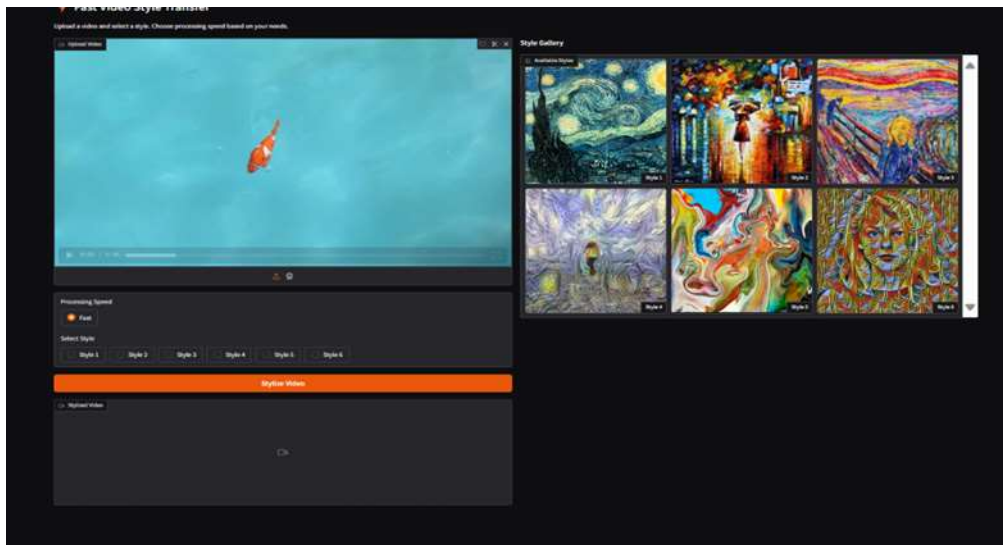 Fast Video Style Transfer
Upload a video and select a style. Choose processing speed based on your needs.
Upload Video
Style Gallery
Available Styles
Style 1
Style 2
Style 3
Style 4
Style 5
Style 6
Processing Speed
Fast
Select Style
Style 1 Style 2 Style 3 Style 4 Style 5 Style 6
Stylize Video
Stylized Video